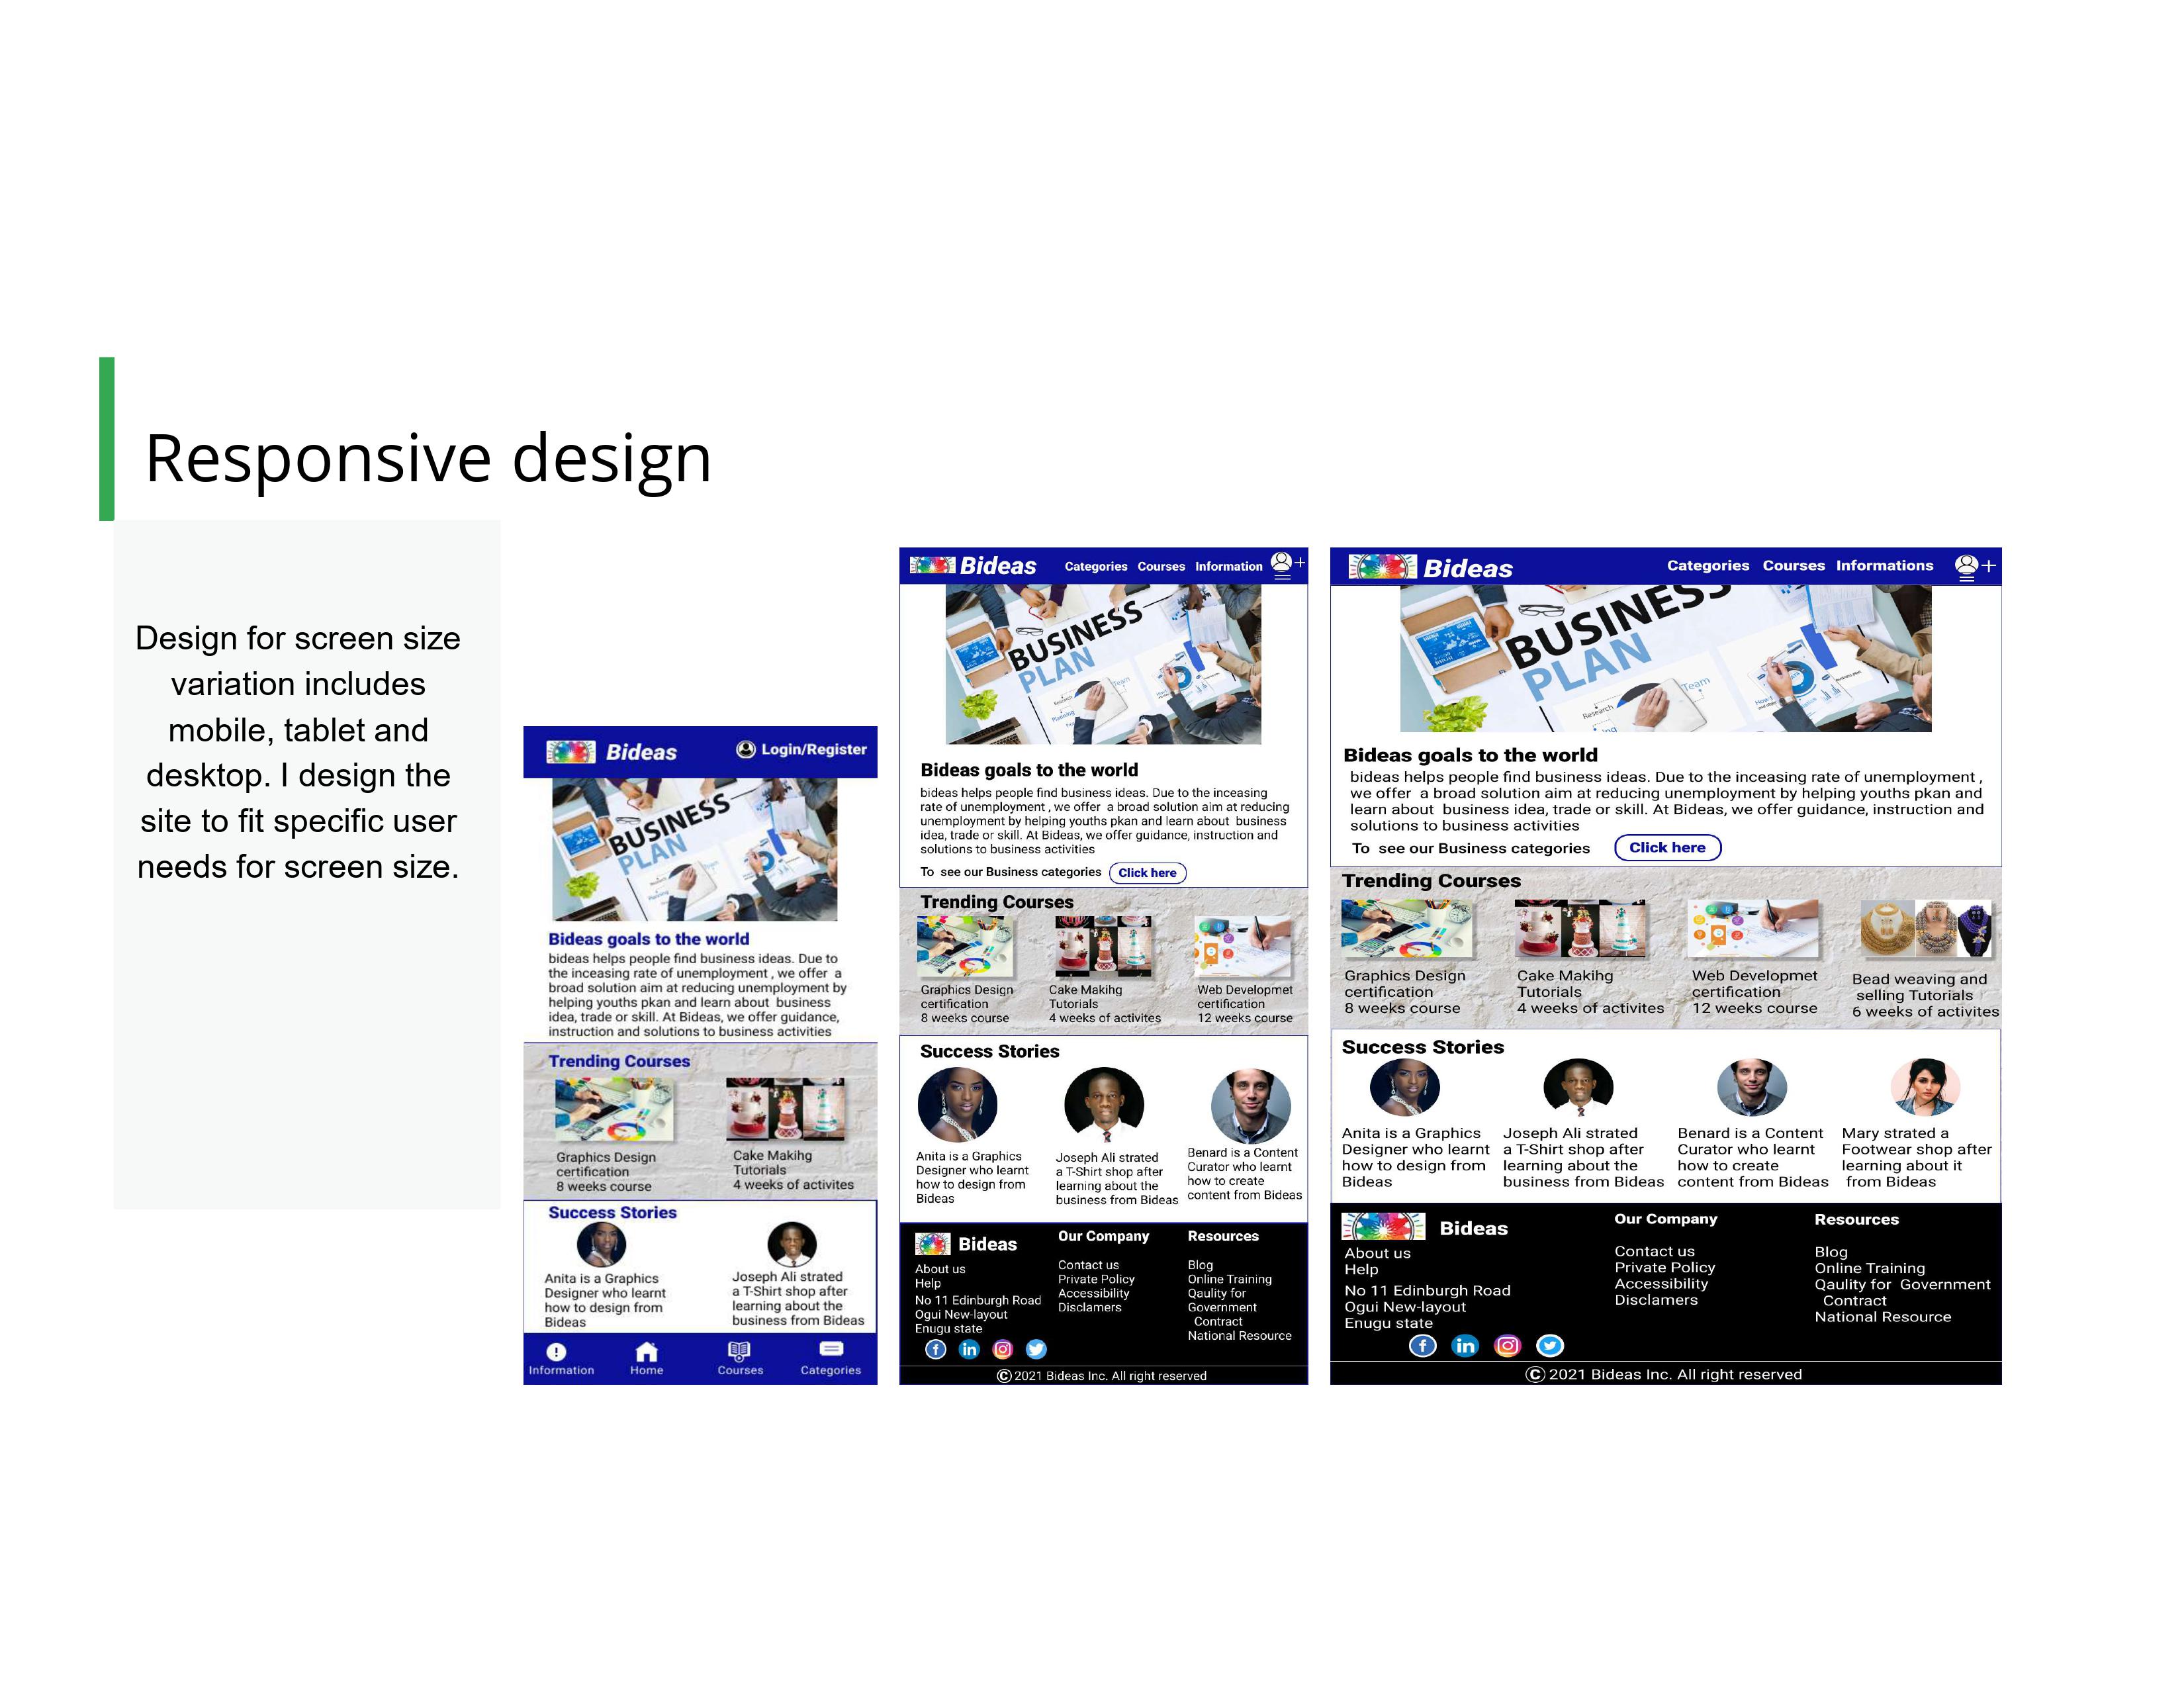 Responsive design
Design for screen size
variation includes
mobile, tablet and
desktop. I design the
site to fit specific user
needs for screen size.
Bideas
Login/Register
BUSINESS
PLAN
Bideas goals to the world
bideas helps people find business ideas. Due to
the inceasing rate of unemployment , we offer a
broad solution aim at reducing unemployment by
helping youths pkan and learn about business
idea, trade or skill. At Bideas, we offer guidance,
instruction and solutions to business activities
Trending Courses
Graphics Design
certification
8 weeks course
Cake Makihg
Tutorials
4 weeks of activites
Success Stories
Anita is a Graphics
Designer who learnt
how to design from
Bideas
Joseph Ali strated
a T-Shirt shop after
learning about the
business from Bideas
Information Home Courses Categories
Bideas Categories Courses Information
BUSINESS
PLAN
Team
Bideas goals to the world
bideas helps people find business ideas. Due to the inceasing
rate of unemployment , we offer a broad solution aim at reducing
unemployment by helping youths pkan and learn about business
idea, trade or skill. At Bideas, we offer guidance, instruction and
solutions to business activities
To see our Business categories Click here
Trending Courses
Graphics Design
certification
8 weeks course
Cake Makihg
Tutorials
4 weeks of activites
Web Developmet
certification
12 weeks course
Success Stories
Anita is a Graphics
Designer who learnt
how to design from
Bideas
Joseph Ali strated
a T-Shirt shop after
learning about the
business from Bideas
Benard is a Content
Curator who learnt
how to create
content from Bideas
Bideas
About us
Help
No 11 Edinburgh Road
Ogui New-layout
Enugu state
Our Company
Contact us
Private Policy
Accessibility
Disclamers
Resources
Blog
Online Training
Qaulity for
Government
Contract
National Resource
© 2021 Bideas Inc. All right reserved
Bideas Categories Courses Informations
BUSINESS
PLAN
Team
Research
Bideas goals to the world
bideas helps people find business ideas. Due to the inceasing rate of unemployment ,
we offer a broad solution aim at reducing unemployment by helping youths pkan and
learn about business idea, trade or skill. At Bideas, we offer guidance, instruction and
solutions to business activities
To see our Business categories Click here
Trending Courses
Graphics Design
certification
8 weeks course
Cake Makihg
Tutorials
4 weeks of activites
Web Developmet
certification
12 weeks course
Bead weaving and
selling Tutorials
6 weeks of activites
Success Stories
Anita is a Graphics
Designer who learnt
how to design from
Bideas
Joseph Ali strated
a T-Shirt shop after
learning about the
business from Bideas
Benard is a Content
Curator who learnt
how to create
content from Bideas
Mary strated a
Footwear shop after
learning about it
from Bideas
Bideas
About us
Help
No 11 Edinburgh Road
Ogui New-layout
Enugu state
Our Company
Contact us
Private Policy
Accessibility
Disclamers
Resources
Blog
Online Training
Qaulity for Government
Contract
National Resource
© 2021 Bideas Inc. All right reserved